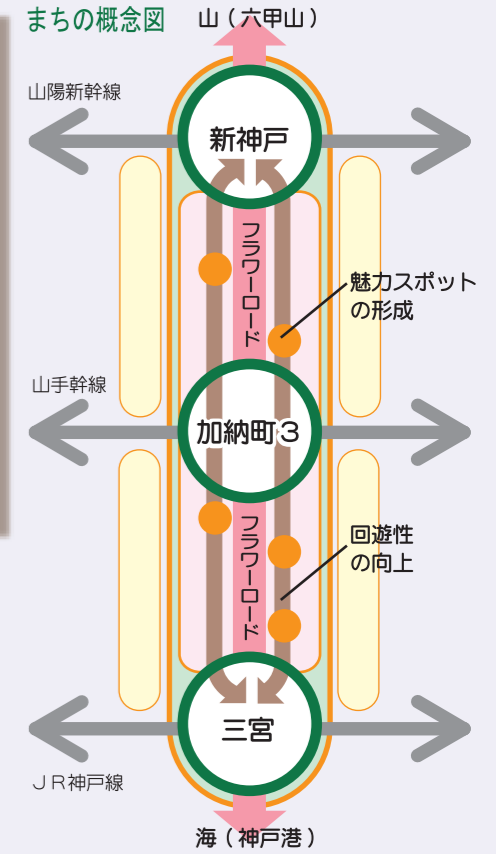 まちの概念図
山（六甲山）
山陽新幹線
新神戸
フラワーロード
魅力スポット
の形成
山手幹線
加納町３
フラワーロード
回遊性
の向上
三宮
ＪＲ神戸線
海（神戸港）